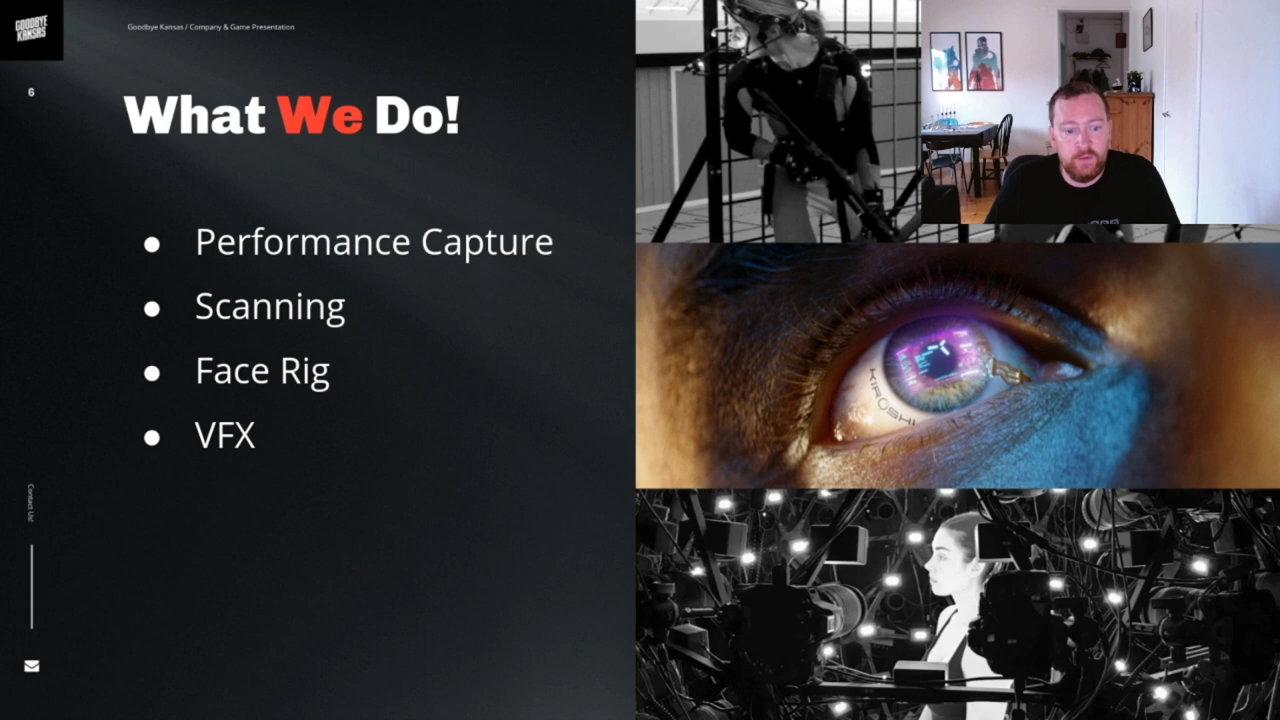 GOODBYE
KANSAS
Goodbye Kansas / Company & Game Presentation
6
What We Do!
● Performance Capture
● Scanning
● Face Rig
● VFX
Contact Us!
KIROSHI